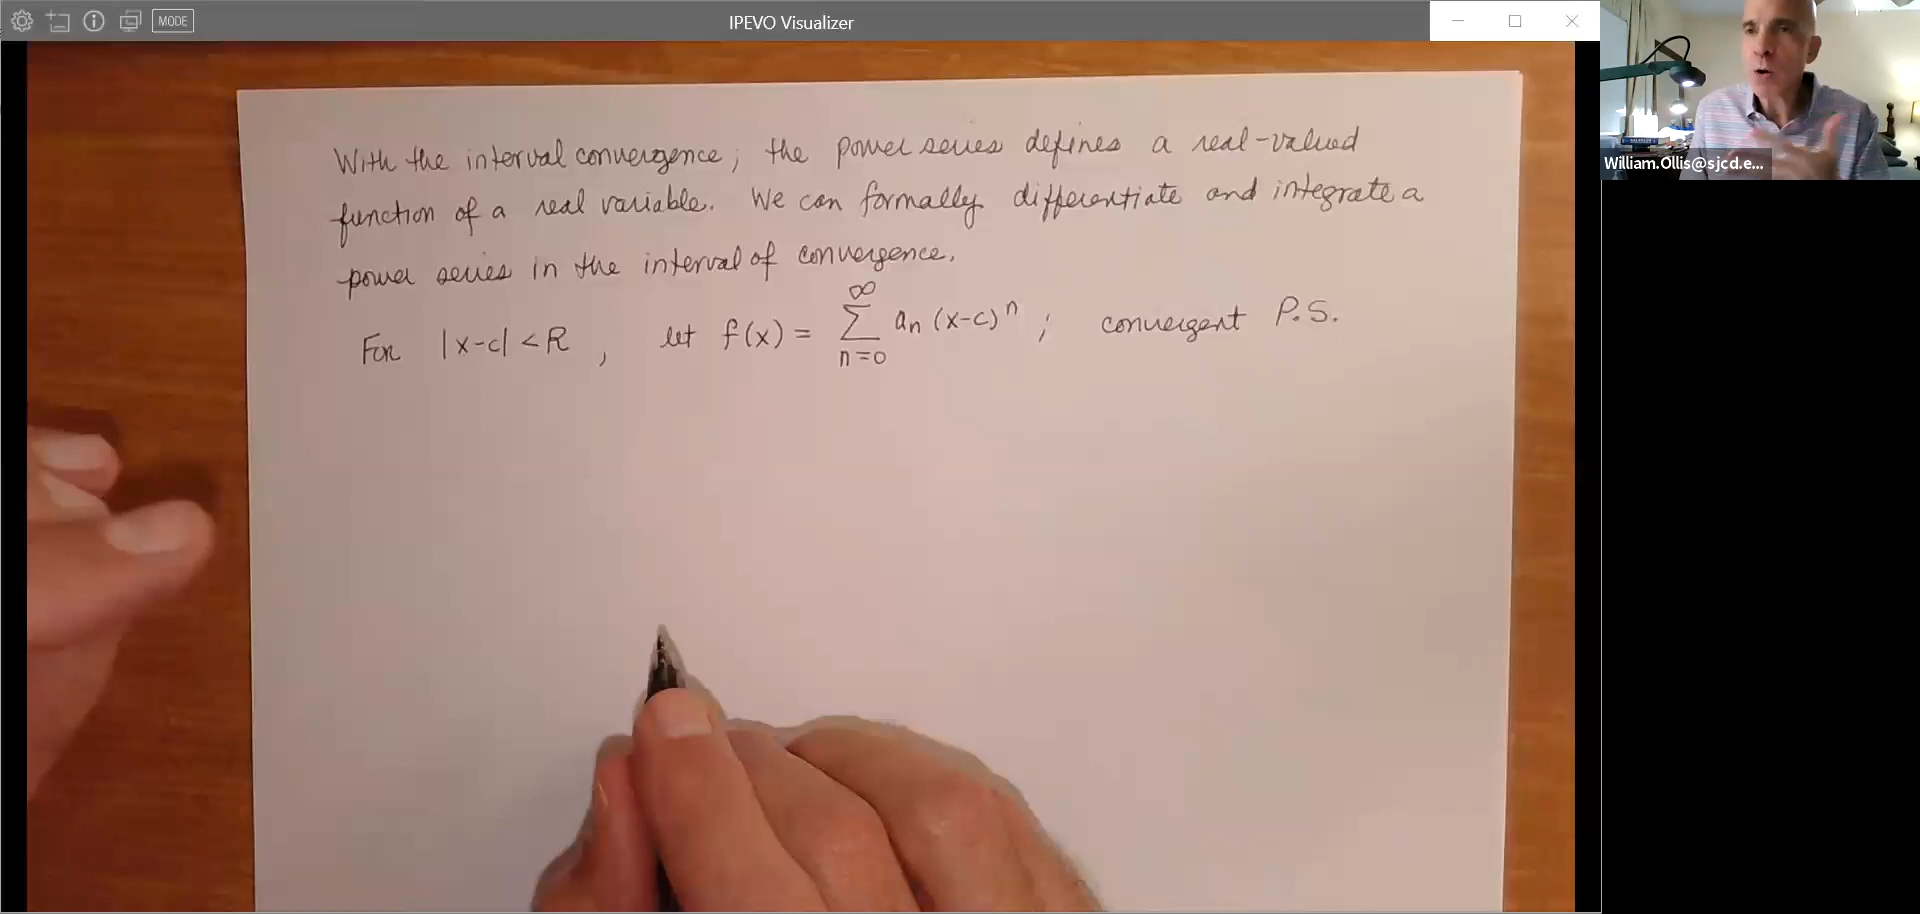 MODE
IPEVO Visualizer
With the interval convergence, the power series defines a real-valued
function of a real variable. We can formally differentiate and integrate a
power series in the interval of convergence.
For |x-c| < R, let f(x) = ∑_{n=0}^{∞} a_n (x-c)^n ; convergent P.S.
William.Ollis@sjcd.e...